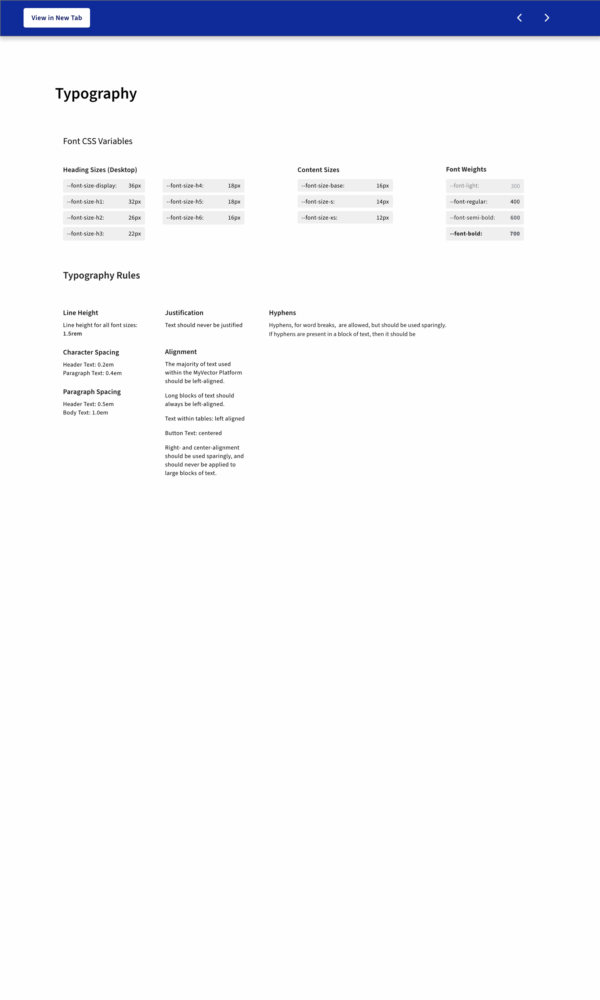 View in New Tab
Typography
Font CSS Variables
Heading Sizes (Desktop)
--font-size-display: 36px
--font-size-h1: 32px
--font-size-h2: 26px
--font-size-h3: 22px
--font-size-h4: 18px
--font-size-h5: 18px
--font-size-h6: 16px
Content Sizes
--font-size-base: 16px
--font-size-s: 14px
--font-size-xs: 12px
Font Weights
--font-light: 300
--font-regular: 400
--font-semi-bold: 600
--font-bold: 700
Typography Rules
Line Height
Line height for all font sizes:
1.5rem
Character Spacing
Header Text: 0.2em
Paragraph Text: 0.4em
Paragraph Spacing
Header Text: 0.5em
Body Text: 1.0em
Justification
Text should never be justified
Alignment
The majority of text used
within the MyVector Platform
should be left-aligned.
Long blocks of text should
always be left-aligned.
Text within tables: left aligned
Button Text: centered
Right- and center-alignment
should be used sparingly, and
should never be applied to
large blocks of text.
Hyphens
Hyphens, for word breaks,  are allowed, but should be used sparingly.
If hyphens are present in a block of text, then it should be